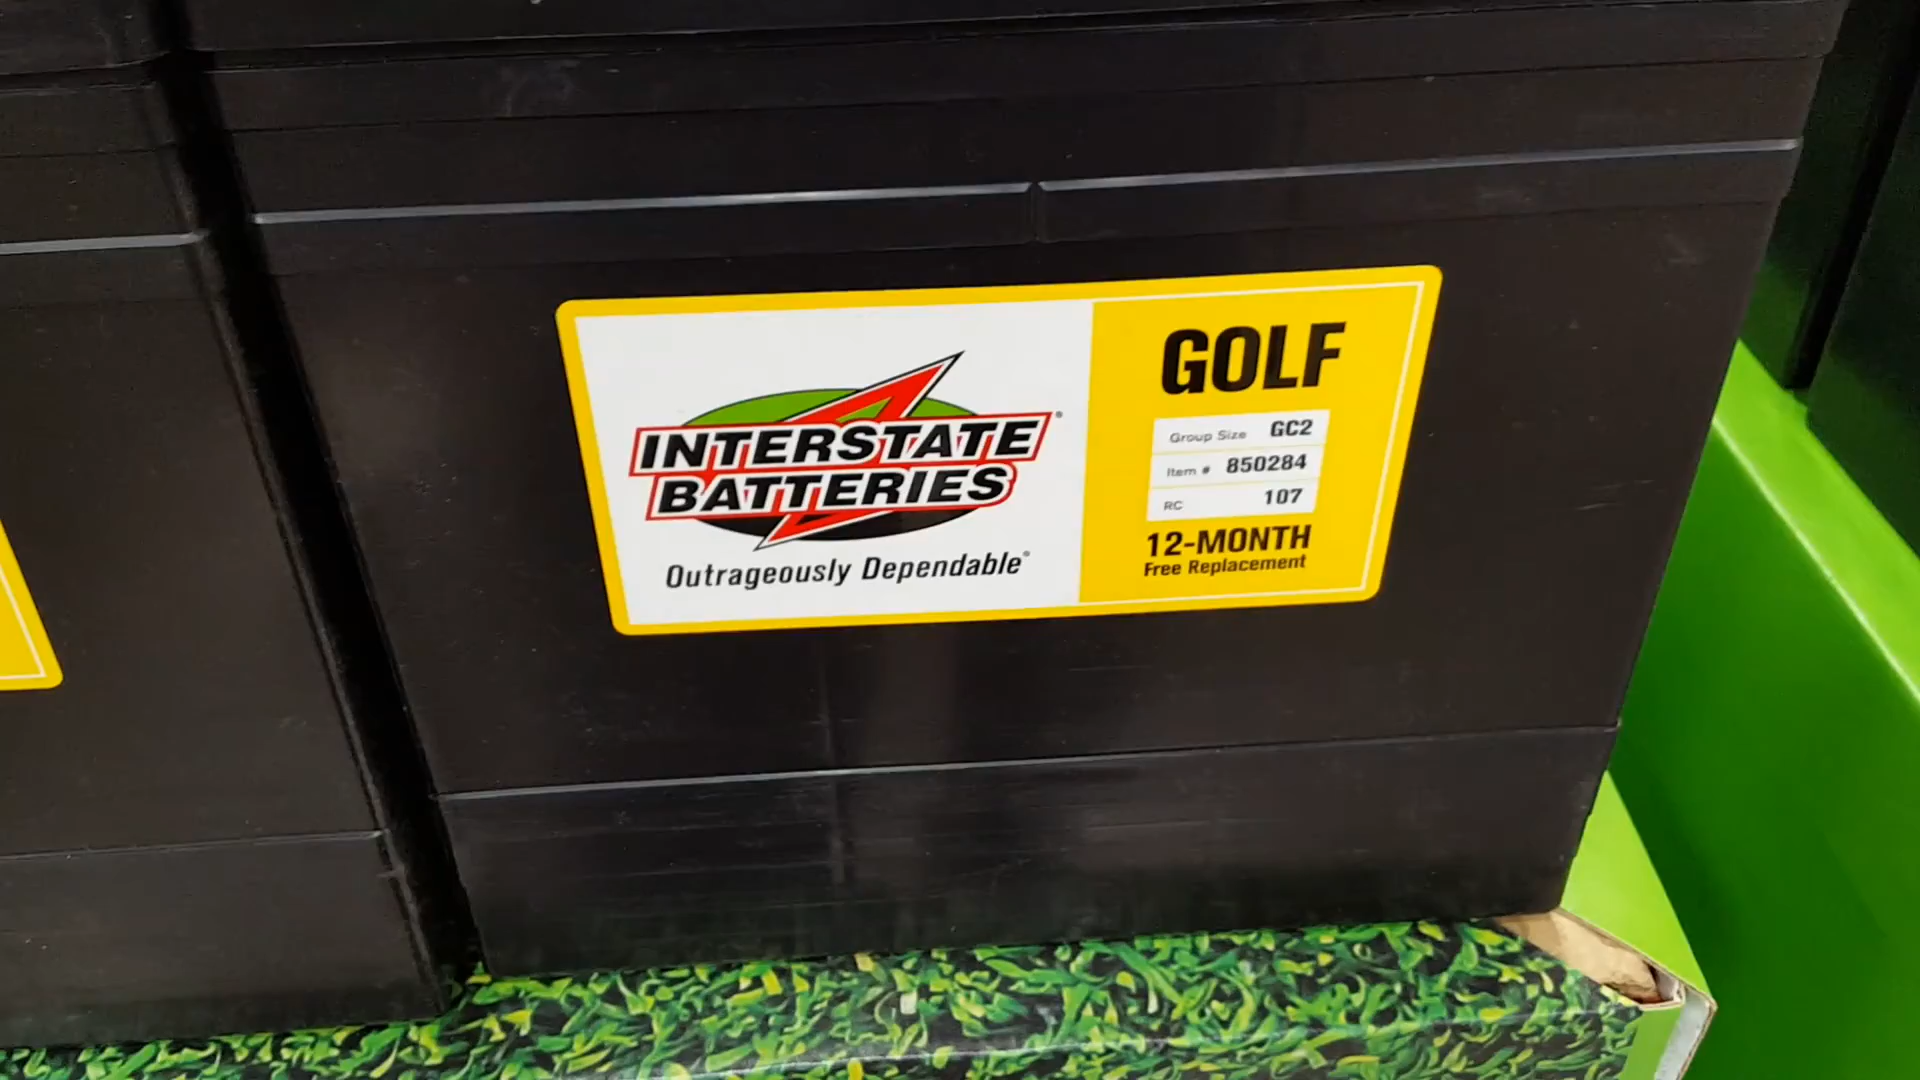 INTERSTATE
BATTERIES
Outrageously Dependable®
GOLF
Group Size GC2
Item # 850284
RC 107
12-MONTH
Free Replacement